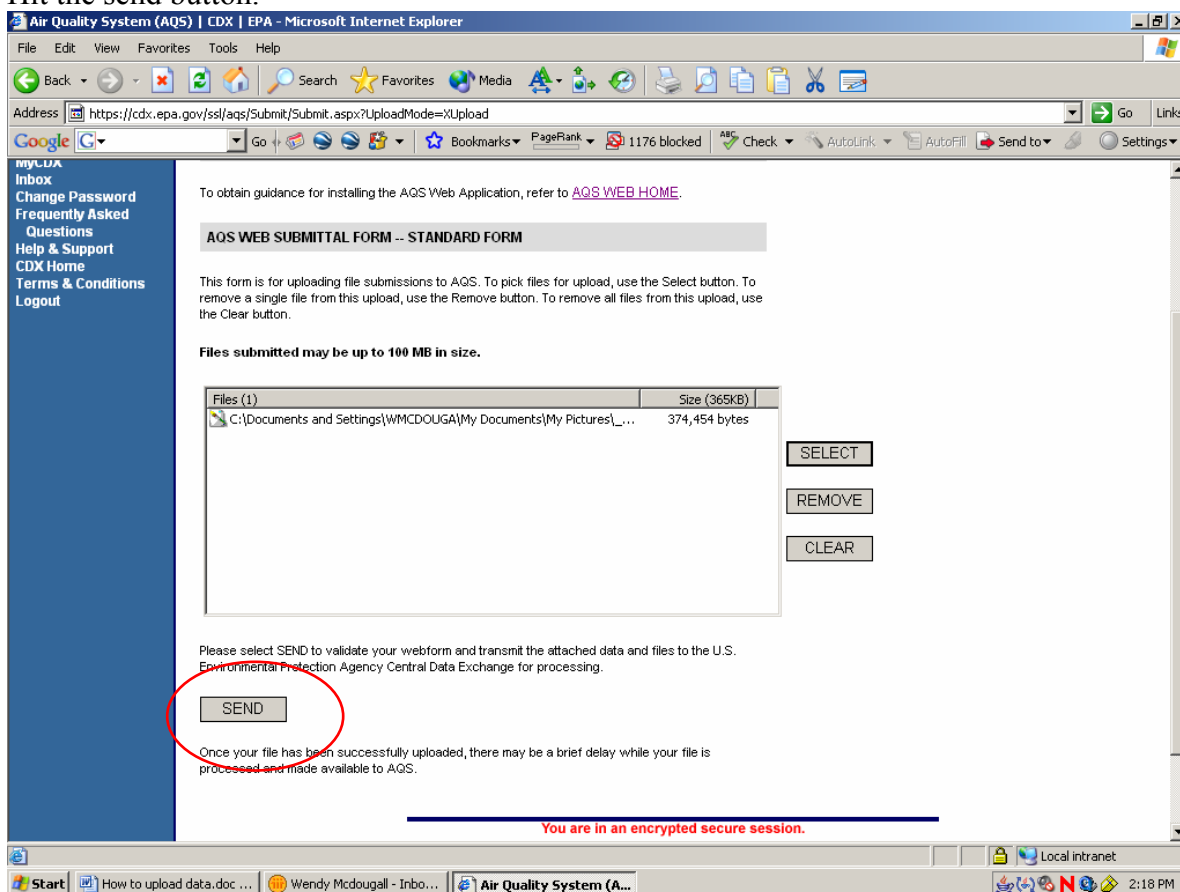 Hit the send button.
Air Quality System (AQS) | CDX | EPA - Microsoft Internet Explorer
File Edit View Favorites Tools Help
Back Search Favorites Media
Address https://cdx.epa.gov/ssl/aqs/Submit/Submit.aspx?UploadMode=XUpload Go Links
Google G Go Bookmarks PageRank 1176 blocked ABC Check AutoLink AutoFill Send to Settings
MyCDX
Inbox
Change Password
Frequently Asked
Questions
Help & Support
CDX Home
Terms & Conditions
Logout
To obtain guidance for installing the AQS Web Application, refer to AQS WEB HOME.
AQS WEB SUBMITTAL FORM -- STANDARD FORM
This form is for uploading file submissions to AQS. To pick files for upload, use the Select button. To
remove a single file from this upload, use the Remove button. To remove all files from this upload, use
the Clear button.
Files submitted may be up to 100 MB in size.
Files (1) Size (365KB)
C:\Documents and Settings\WMCDOUGA\My Documents\My Pictures\_... 374,454 bytes
SELECT
REMOVE
CLEAR
Please select SEND to validate your webform and transmit the attached data and files to the U.S.
Environmental Protection Agency Central Data Exchange for processing.
SEND
Once your file has been successfully uploaded, there may be a brief delay while your file is
processed and made available to AQS.
You are in an encrypted secure session.
Local intranet
Start How to upload data.doc ... Wendy Mcdougall - Inbo... Air Quality System (A... N 2:18 PM